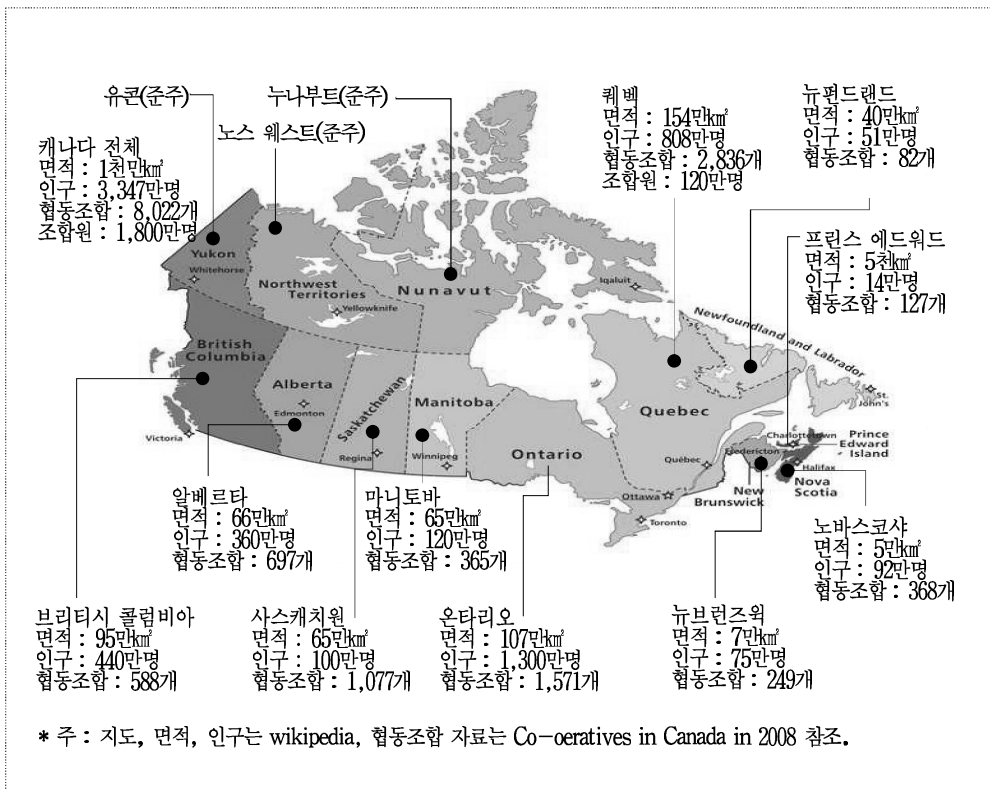 유콘(준주)
누나부트(준주)
노스 웨스트(준주)
캐나다 전체
면적 : 1천만㎢
인구 : 3,347만명
협동조합 : 8,022개
조합원 : 1,800만명
퀘벡
면적 : 154만㎢
인구 : 808만명
협동조합 : 2,836개
조합원 : 120만명
뉴펀드랜드
면적 : 40만㎢
인구 : 51만명
협동조합 : 82개
프린스 에드워드
면적 : 5천㎢
인구 : 14만명
협동조합 : 127개
Yukon
Whitehorse
Northwest
Territories
Yellowknife
Nunavut
Iqaluit
Newfoundland and Labrador
St.
John's
British
Columbia
Victoria
Alberta
Edmonton
Saskatchewan
Regina
Manitoba
Winnipeg
Ontario
Ottawa
Toronto
Quebec
Québec
Charlottetown
Prince
Edward
Island
Fredericton
Halifax
Nova
Scotia
New
Brunswick
알베르타
면적 : 66만㎢
인구 : 360만명
협동조합 : 697개
마니토바
면적 : 65만㎢
인구 : 120만명
협동조합 : 365개
노바스코샤
면적 : 5만㎢
인구 : 92만명
협동조합 : 368개
브리티시 콜럼비아
면적 : 95만㎢
인구 : 440만명
협동조합 : 588개
사스캐치원
면적 : 65만㎢
인구 : 100만명
협동조합 : 1,077개
온타리오
면적 : 107만㎢
인구 : 1,300만명
협동조합 : 1,571개
뉴브런즈윅
면적 : 7만㎢
인구 : 75만명
협동조합 : 249개
* 주 : 지도, 면적, 인구는 wikipedia, 협동조합 자료는 Co-oeratives in Canada in 2008 참조.